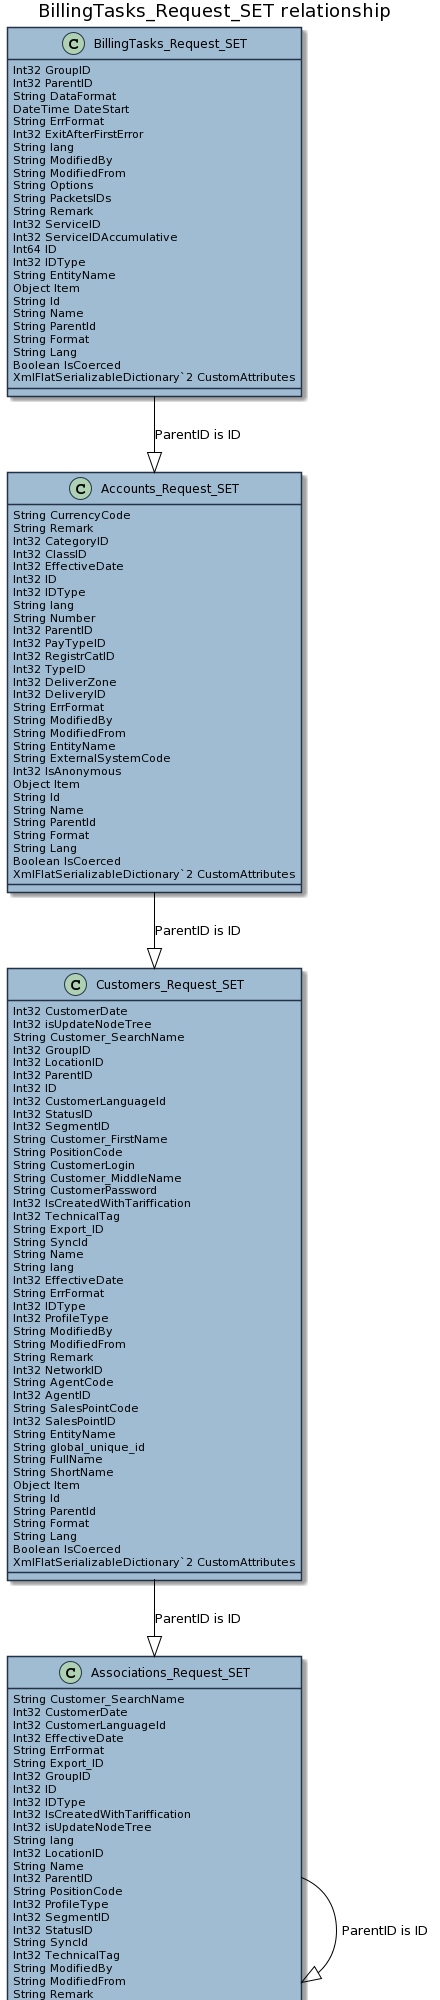 BillingTasks_Request_SET relationship
C BillingTasks_Request_SET
Int32 GroupID
Int32 ParentID
String DataFormat
DateTime DateStart
String ErrFormat
Int32 ExitAfterFirstError
String lang
String ModifiedBy
String ModifiedFrom
String Options
String PacketsIDs
String Remark
Int32 ServiceID
Int32 ServiceIDAccumulative
Int64 ID
Int32 IDType
String EntityName
Object Item
String Id
String Name
String ParentId
String Format
String Lang
Boolean IsCoerced
XmlFlatSerializableDictionary`2 CustomAttributes
ParentID is ID
C Accounts_Request_SET
String CurrencyCode
String Remark
Int32 CategoryID
Int32 ClassID
Int32 EffectiveDate
Int32 ID
Int32 IDType
String lang
String Number
Int32 ParentID
Int32 PayTypeID
Int32 RegistrCatID
Int32 TypeID
Int32 DeliverZone
Int32 DeliveryID
String ErrFormat
String ModifiedBy
String ModifiedFrom
String EntityName
String ExternalSystemCode
Int32 IsAnonymous
Object Item
String Id
String Name
String ParentId
String Format
String Lang
Boolean IsCoerced
XmlFlatSerializableDictionary`2 CustomAttributes
ParentID is ID
C Customers_Request_SET
Int32 CustomerDate
Int32 isUpdateNodeTree
String Customer_SearchName
Int32 GroupID
Int32 LocationID
Int32 ParentID
Int32 ID
Int32 CustomerLanguageId
Int32 StatusID
Int32 SegmentID
String Customer_FirstName
String PositionCode
String CustomerLogin
String Customer_MiddleName
String CustomerPassword
Int32 IsCreatedWithTariffication
Int32 TechnicalTag
String Export_ID
String SyncId
String Name
String lang
Int32 EffectiveDate
String ErrFormat
Int32 IDType
Int32 ProfileType
String ModifiedBy
String ModifiedFrom
String Remark
Int32 NetworkID
String AgentCode
Int32 AgentID
String SalesPointCode
Int32 SalesPointID
String EntityName
String global_unique_id
String FullName
String ShortName
Object Item
String Id
String ParentId
String Format
String Lang
Boolean IsCoerced
XmlFlatSerializableDictionary`2 CustomAttributes
ParentID is ID
C Associations_Request_SET
String Customer_SearchName
Int32 CustomerDate
Int32 CustomerLanguageId
Int32 EffectiveDate
String ErrFormat
String Export_ID
Int32 GroupID
Int32 ID
Int32 IDType
Int32 IsCreatedWithTariffication
Int32 isUpdateNodeTree
String lang
Int32 LocationID
String Name
Int32 ParentID
String PositionCode
Int32 ProfileType
Int32 SegmentID
Int32 StatusID
String SyncId
Int32 TechnicalTag
String ModifiedBy
String ModifiedFrom
String Remark
ParentID is ID